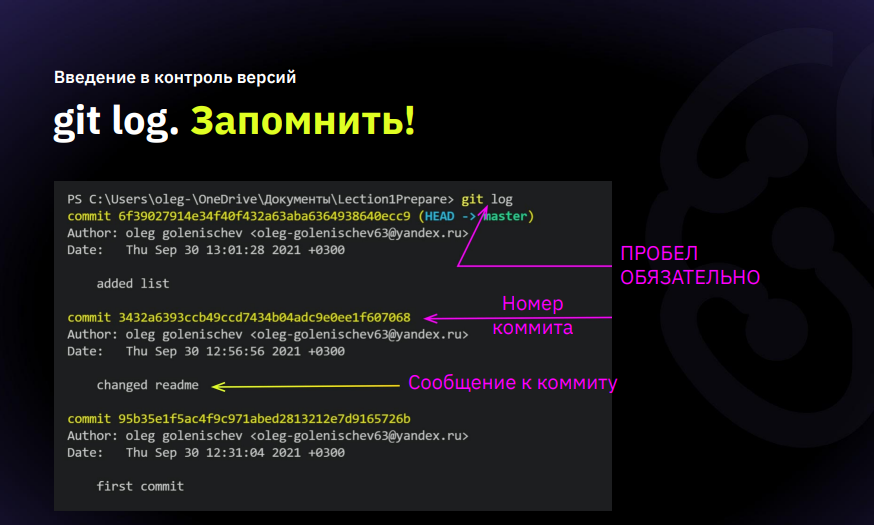 Введение в контроль версий
git log. Запомнить!
PS C:\Users\oleg-\OneDrive\Документы\Lection1Prepare> git log
commit 6f39027914e34f40f432a63aba6364938640ecc9 (HEAD -> master)
Author: oleg golenischev <oleg-golenischev63@yandex.ru>
Date:   Thu Sep 30 13:01:28 2021 +0300
ПРОБЕЛ
ОБЯЗАТЕЛЬНО
added list
Номер
коммита
commit 3432a6393ccb49ccd7434b04adc9e0ee1f607068
Author: oleg golenischev <oleg-golenischev63@yandex.ru>
Date:   Thu Sep 30 12:56:56 2021 +0300
changed readme
Сообщение к коммиту
commit 95b35e1f5ac4f9c971abed2813212e7d9165726b
Author: oleg golenischev <oleg-golenischev63@yandex.ru>
Date:   Thu Sep 30 12:31:04 2021 +0300
first commit